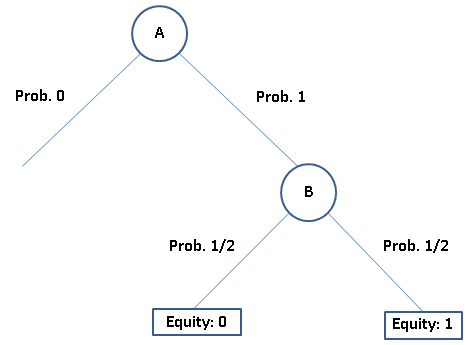 A
Prob. 0
Prob. 1
B
Prob. 1/2
Prob. 1/2
Equity: 0
Equity: 1